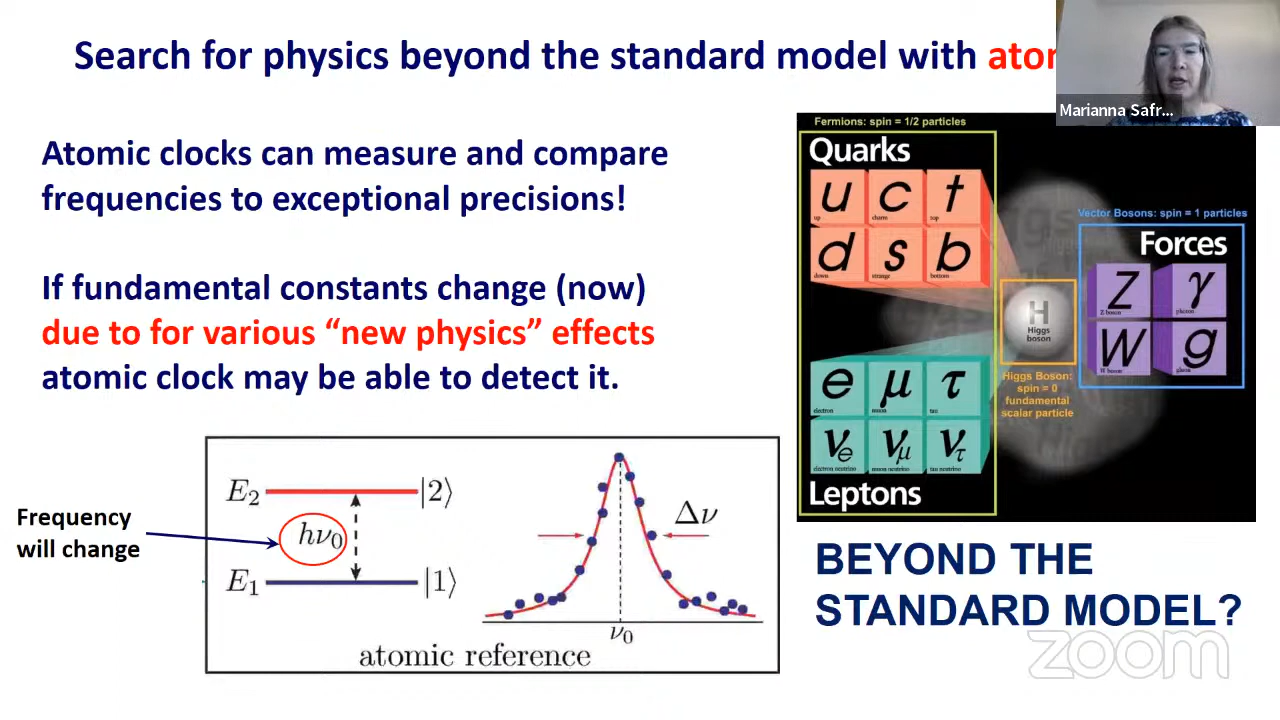 Search for physics beyond the standard model with atom
Marianna Safr...
Atomic clocks can measure and compare
frequencies to exceptional precisions!
If fundamental constants change (now)
due to for various “new physics” effects
atomic clock may be able to detect it.
Frequency
will change
E₂
|2⟩
hν₀
E₁
|1⟩
Δν
ν₀
atomic reference
Fermions: spin = 1/2 particles
Quarks
u c t
up charm top
d s b
down strange bottom
e μ τ
electron muon tau
νe νμ ντ
electron neutrino muon neutrino tau neutrino
Leptons
H
Higgs
boson
Higgs Boson:
spin = 0
fundamental
scalar particle
Vector Bosons: spin = 1 particles
Forces
Z γ
Z boson photon
W g
W boson gluon
BEYOND THE
STANDARD MODEL?
zoom